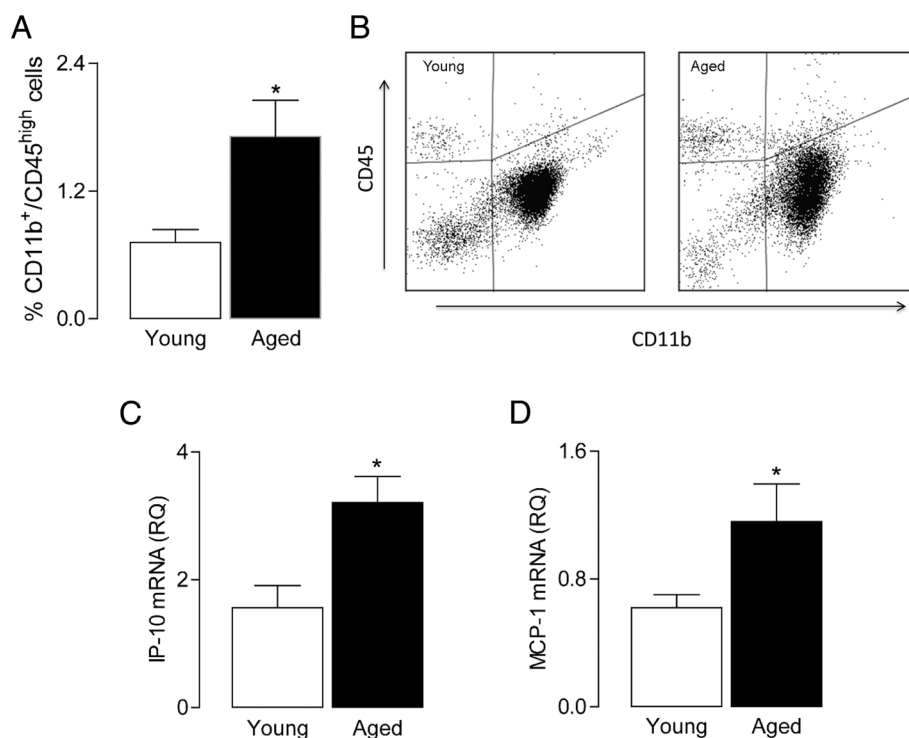 A
% CD11b+/CD45high cells
2.4
1.2
0.0
*
Young
Aged
B
CD45
Young
Aged
CD11b
C
IP-10 mRNA (RQ)
4
2
0
*
Young
Aged
D
MCP-1 mRNA (RQ)
1.6
0.8
0.0
*
Young
Aged